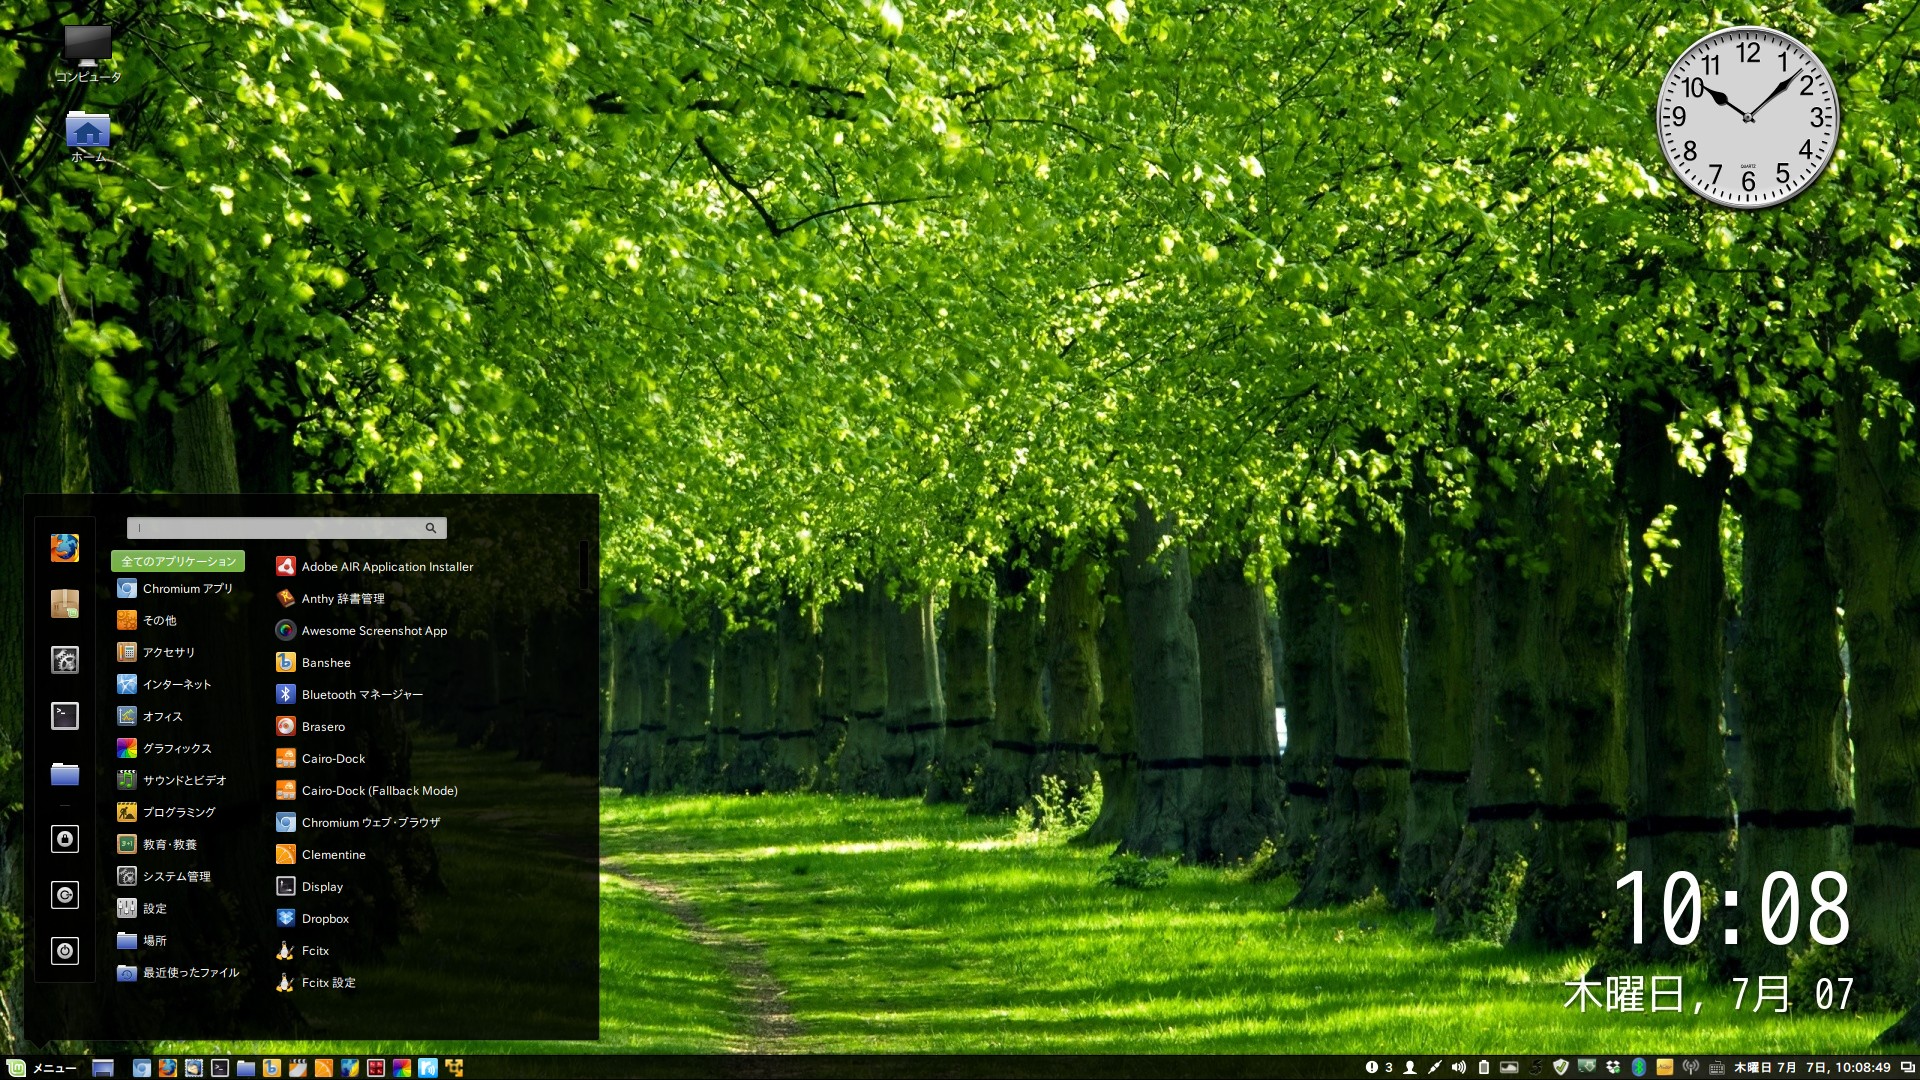 コンピュータ
ホーム
12
1
2
3
4
5
6
7
8
9
10
11
QUARTZ
全てのアプリケーション
Chromium アプリ
その他
アクセサリ
インターネット
オフィス
グラフィックス
サウンドとビデオ
プログラミング
教育・教養
システム管理
設定
場所
最近使ったファイル
Adobe AIR Application Installer
Anthy 辞書管理
Awesome Screenshot App
Banshee
Bluetooth マネージャー
Brasero
Cairo-Dock
Cairo-Dock (Fallback Mode)
Chromium ウェブ・ブラウザ
Clementine
Display
Dropbox
Fcitx
Fcitx 設定
10:08
木曜日, 7月 07
メニュー
3
木曜日 7月 7日, 10:08:49